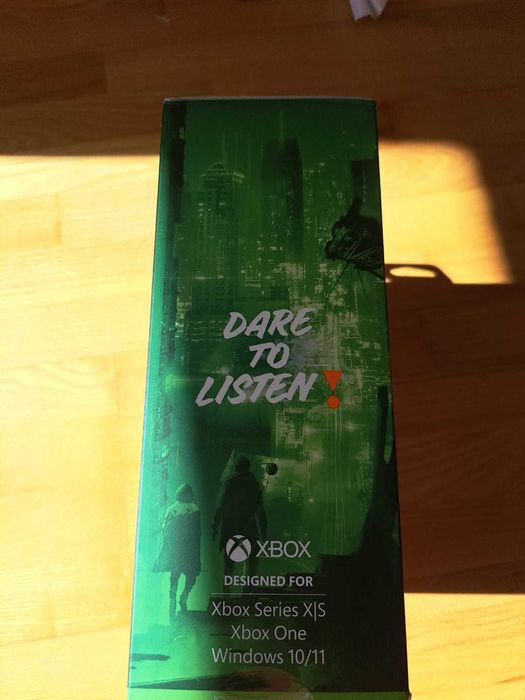 DARE
TO
LISTEN!
XBOX
DESIGNED FOR
Xbox Series X|S
Xbox One
Windows 10/11